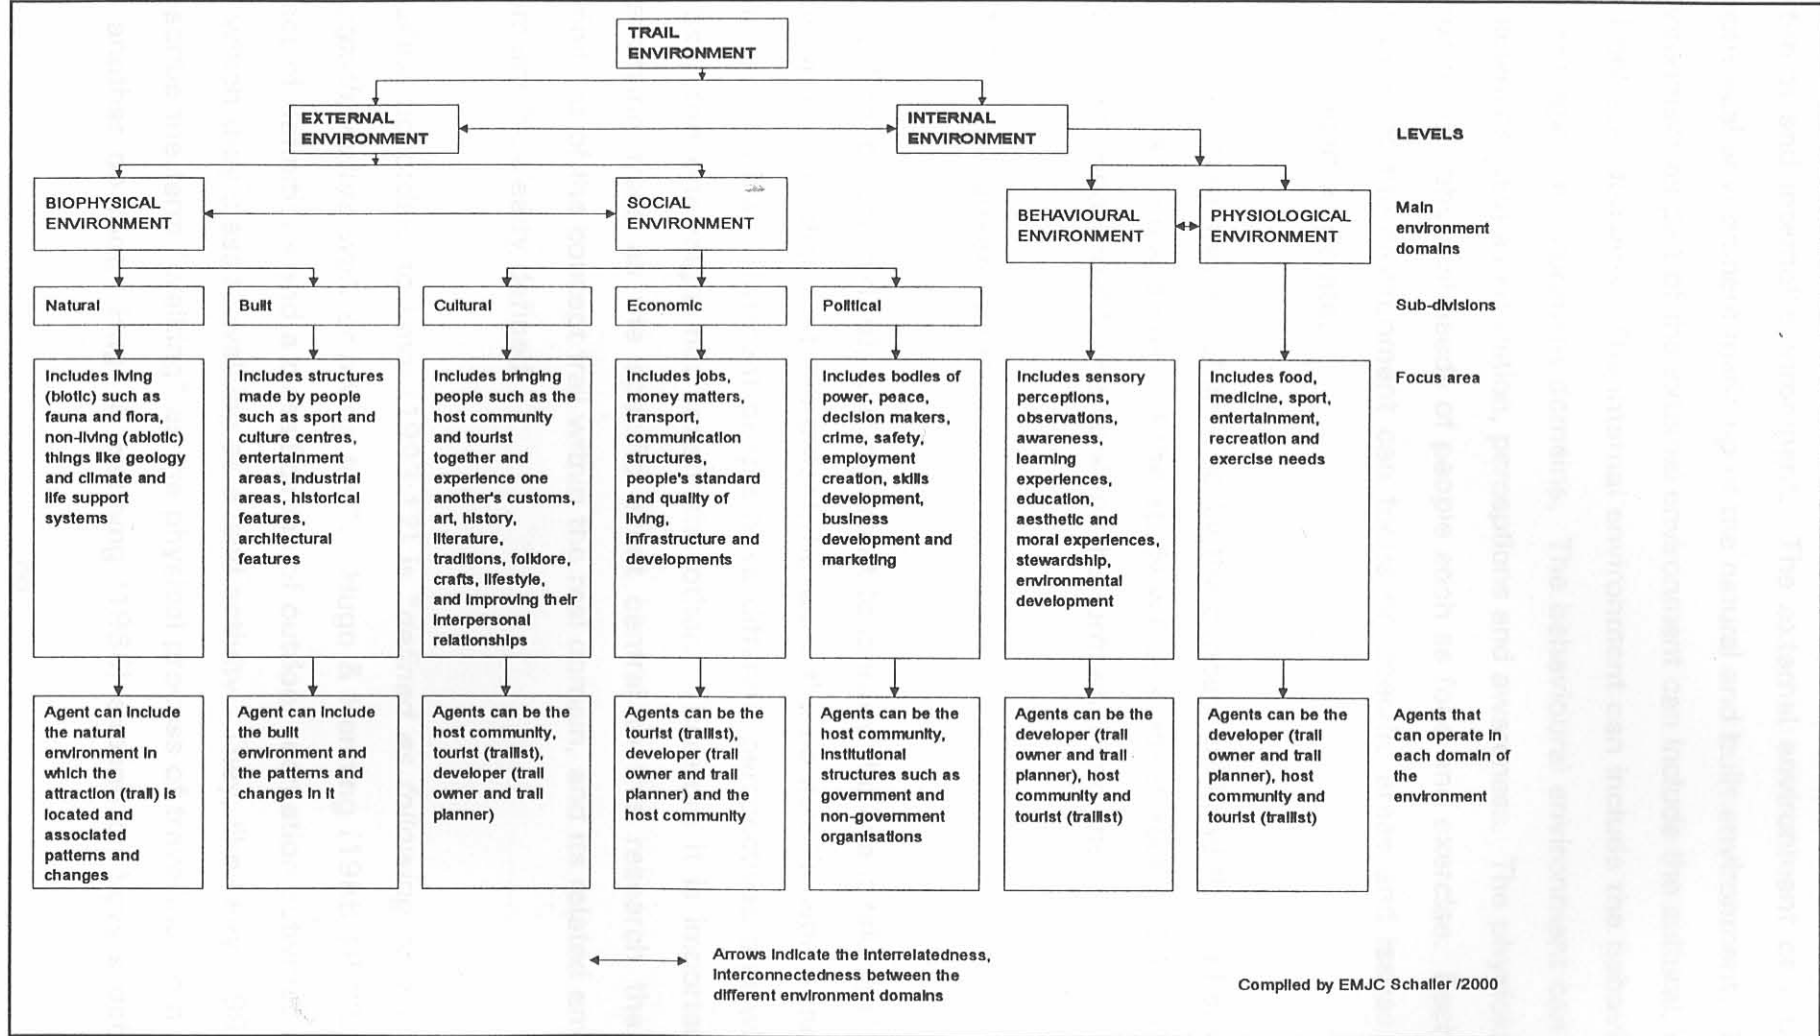 TRAIL
ENVIRONMENT
EXTERNAL
ENVIRONMENT
INTERNAL
ENVIRONMENT
LEVELS
BIOPHYSICAL
ENVIRONMENT
SOCIAL
ENVIRONMENT
BEHAVIOURAL
ENVIRONMENT
PHYSIOLOGICAL
ENVIRONMENT
Main
environment
domains
Natural
Built
Cultural
Economic
Political
Sub-divisions
Includes living
(biotic) such as
fauna and flora,
non-living (abiotic)
things like geology
and climate and
life support
systems
Includes structures
made by people
such as sport and
culture centres,
entertainment
areas, industrial
areas, historical
features,
architectural
features
Includes bringing
people such as the
host community
and tourist
together and
experience one
another's customs,
art, history,
literature,
traditions, folklore,
crafts, lifestyle,
and improving their
interpersonal
relationships
Includes jobs,
money matters,
transport,
communication
structures,
people's standard
and quality of
living,
infrastructure and
developments
Includes bodies of
power, peace,
decision makers,
crime, safety,
employment
creation, skills
development,
business
development and
marketing
Includes sensory
perceptions,
observations,
awareness,
learning
experiences,
education,
aesthetic and
moral experiences,
stewardship,
environmental
development
Includes food,
medicine, sport,
entertainment,
recreation and
exercise needs
Focus area
Agent can include
the natural
environment in
which the
attraction (trail) is
located and
associated
patterns and
changes
Agent can include
the built
environment and
the patterns and
changes in it
Agents can be the
host community,
tourist (traillist),
developer (trail
owner and trail
planner)
Agents can be the
tourist (traillist),
developer (trail
owner and trail
planner) and the
host community
Agents can be the
host community,
institutional
structures such as
government and
non-government
organisations
Agents can be the
developer (trail
owner and trail
planner), host
community and
tourist (traillist)
Agents can be the
developer (trail
owner and trail
planner), host
community and
tourist (traillist)
Agents that
can operate in
each domain of
the
environment
Arrows indicate the interrelatedness,
interconnectedness between the
different environment domains
Compiled by EMJC Schaller /2000